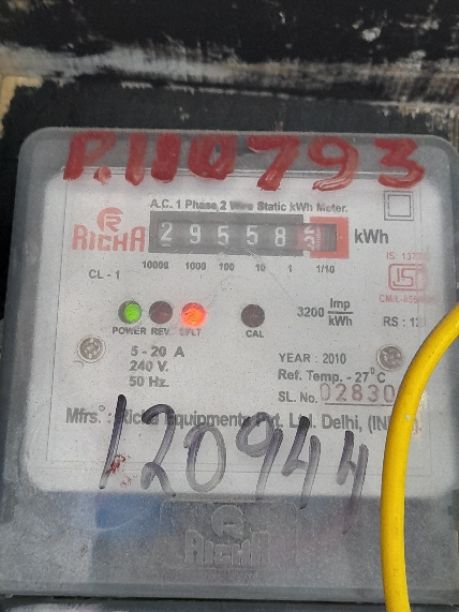 P.110793
A.C. 1 Phase,2 Wire Static kWh Meter.
RICHA
29558
kWh
10000 1000 100 10 1 1/10
CL - 1
3200 Imp/kWh
POWER REV. CAL
5 - 20 A
240 V.
50 Hz.
YEAR : 2010
Ref. Temp. - 27°C
SL. No. 02830
Mfrs. : Richa Equipments Pvt. Ltd. Delhi,
120944
RICHA